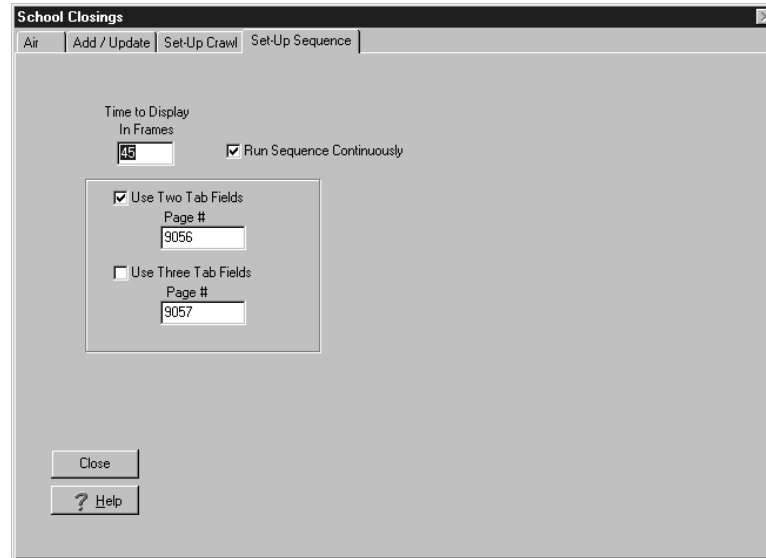 School Closings
Air Add / Update Set-Up Crawl Set-Up Sequence
Time to Display
In Frames
45
Run Sequence Continuously
Use Two Tab Fields
Page #
9056
Use Three Tab Fields
Page #
9057
Close
? Help